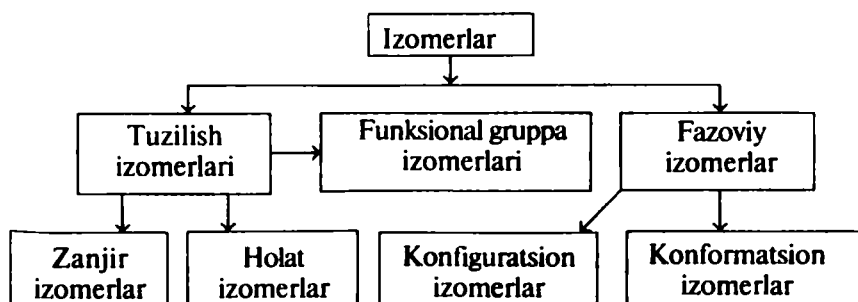 Izomerlar
Tuzilish
izomerlari
Funksional gruppa
izomerlari
Fazoviy
izomerlar
Zanjir
izomerlar
Holat
izomerlar
Konfiguratsion
izomerlar
Konformatsion
izomerlar